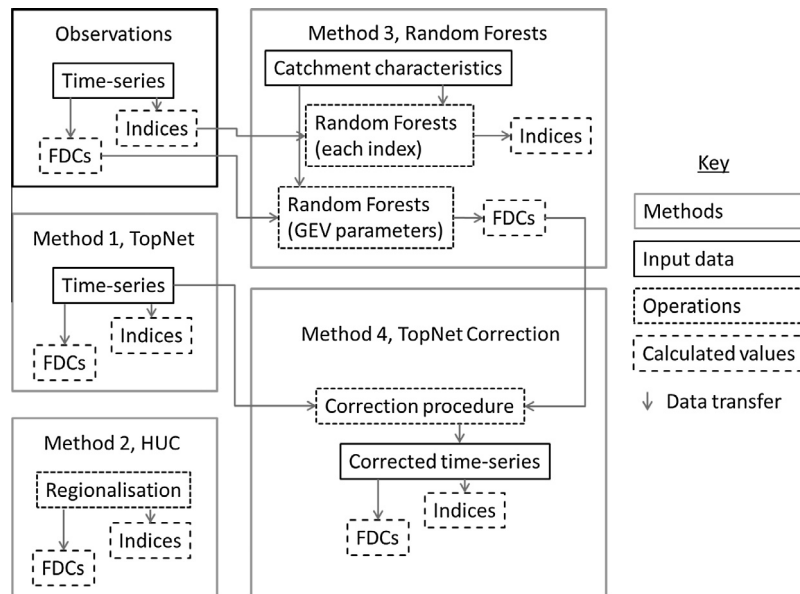 Observations
Time-series
Indices
FDCs
Method 1, TopNet
Time-series
Indices
FDCs
Method 2, HUC
Regionalisation
Indices
FDCs
Method 3, Random Forests
Catchment characteristics
Random Forests
(each index)
Indices
Random Forests
(GEV parameters)
FDCs
Method 4, TopNet Correction
Correction procedure
Corrected time-series
Indices
FDCs
Key
Methods
Input data
Operations
Calculated values
Data transfer